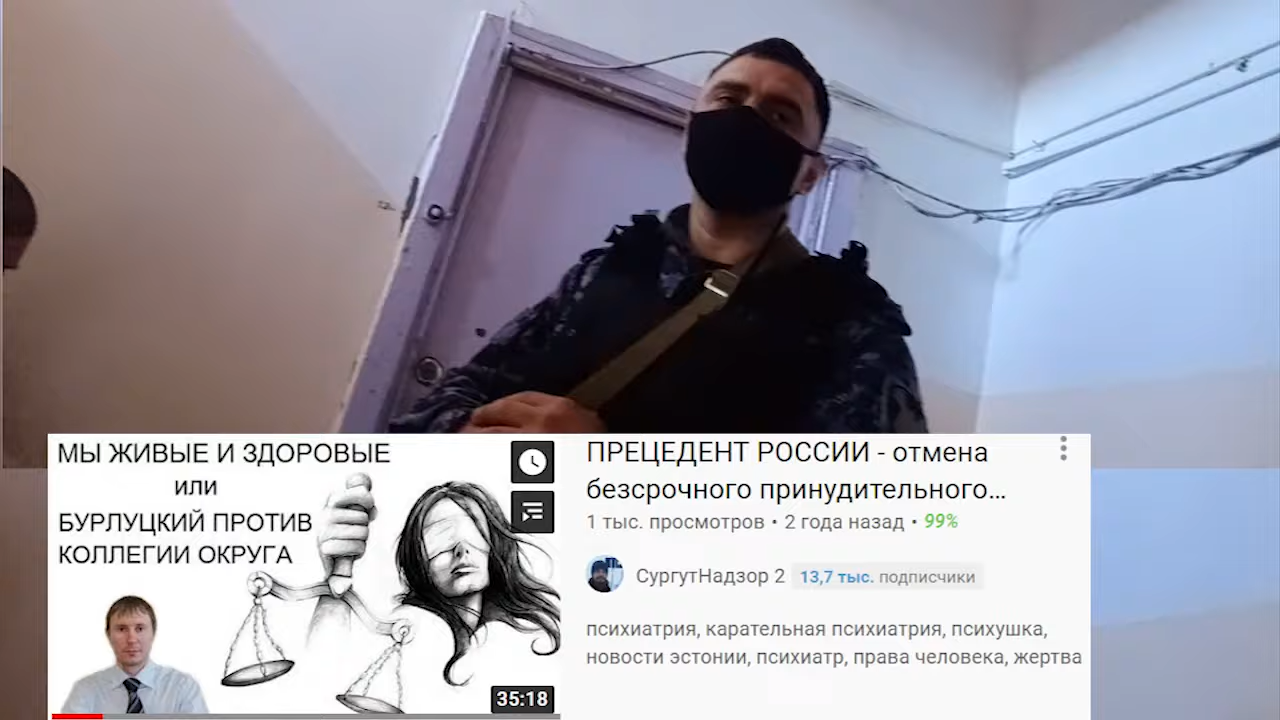 МЫ ЖИВЫЕ И ЗДОРОВЫЕ
или
БУРЛУЦКИЙ ПРОТИВ
КОЛЛЕГИИ ОКРУГА
35:18
ПРЕЦЕДЕНТ РОССИИ - отмена
безсрочного принудительного...
1 тыс. просмотров • 2 года назад • 99%
СургутНадзор 2 13,7 тыс. подписчики
психиатрия, карательная психиатрия, психушка,
новости эстонии, психиатр, права человека, жертва